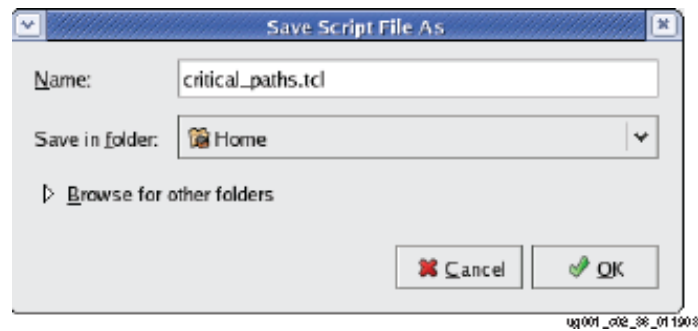 Save Script File As
Name: critical_paths.tcl
Save in folder: Home
Browse for other folders
Cancel OK
ug001_c02_38_011903